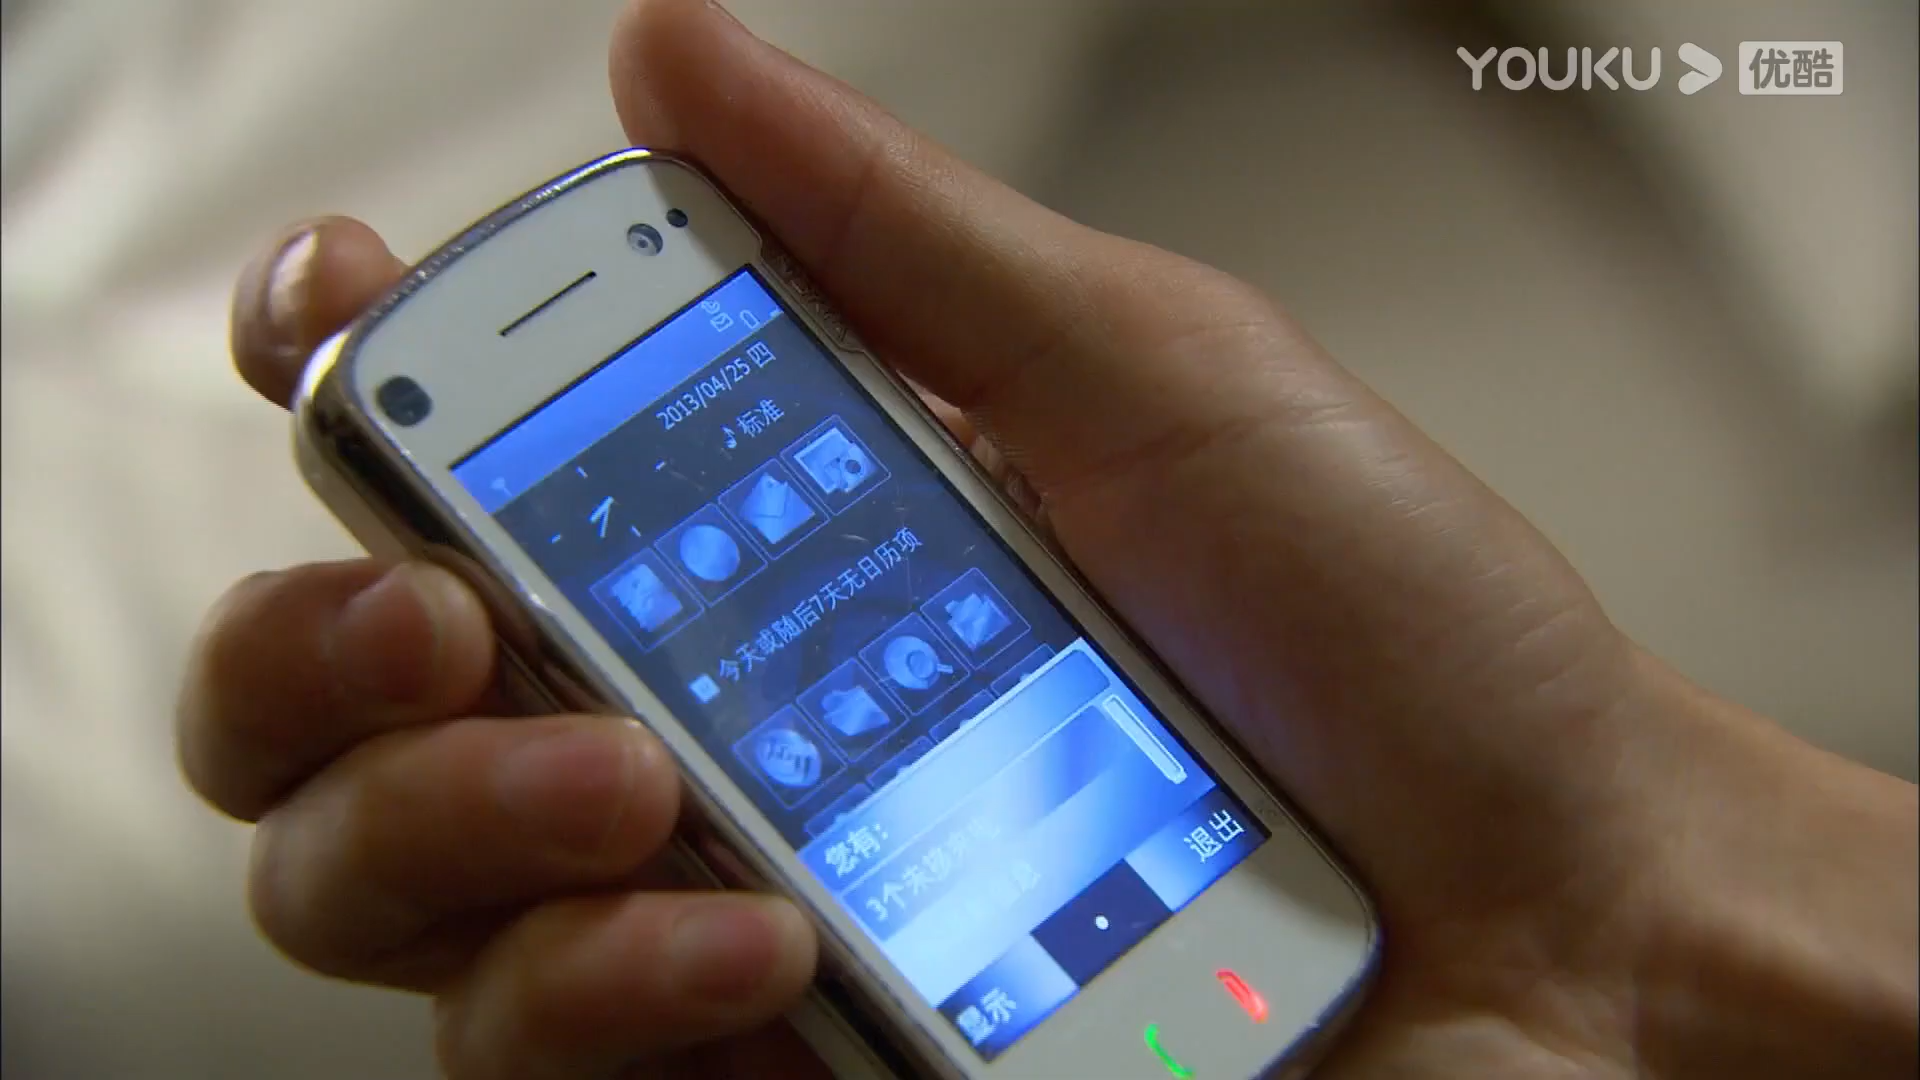 YOUKU 优酷
NOKIA
2013/04/25 四
标准
今天或随后7天无日历项
您有:
3个未接来电
退出
显示